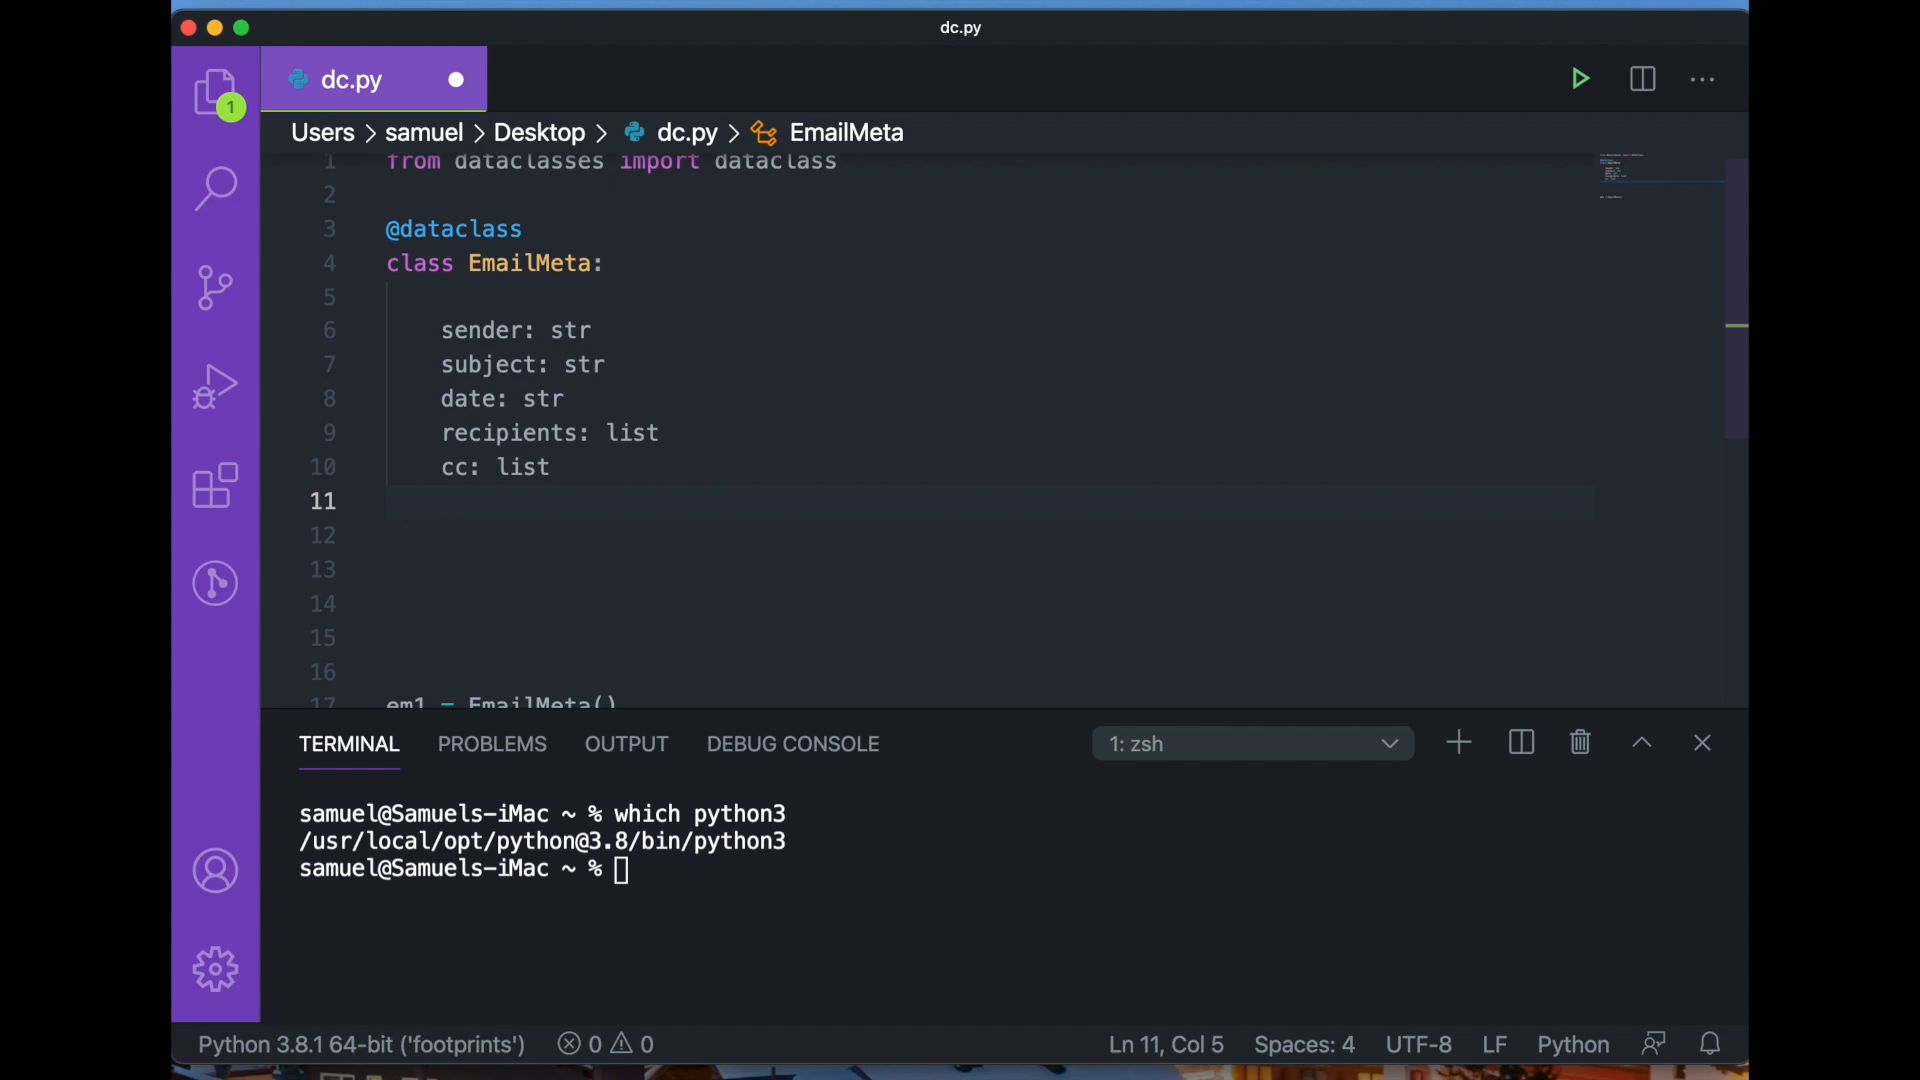 dc.py
1
dc.py
Users > samuel > Desktop > dc.py > EmailMeta
1 from dataclasses import dataclass
2
3 @dataclass
4 class EmailMeta:
5
6 sender: str
7 subject: str
8 date: str
9 recipients: list
10 cc: list
11
12
13
14
15
16
17 em1 = EmailMeta()
TERMINAL PROBLEMS OUTPUT DEBUG CONSOLE 1: zsh
samuel@Samuels-iMac ~ % which python3
/usr/local/opt/python@3.8/bin/python3
samuel@Samuels-iMac ~ %
Python 3.8.1 64-bit ('footprints') 0 0 Ln 11, Col 5 Spaces: 4 UTF-8 LF Python